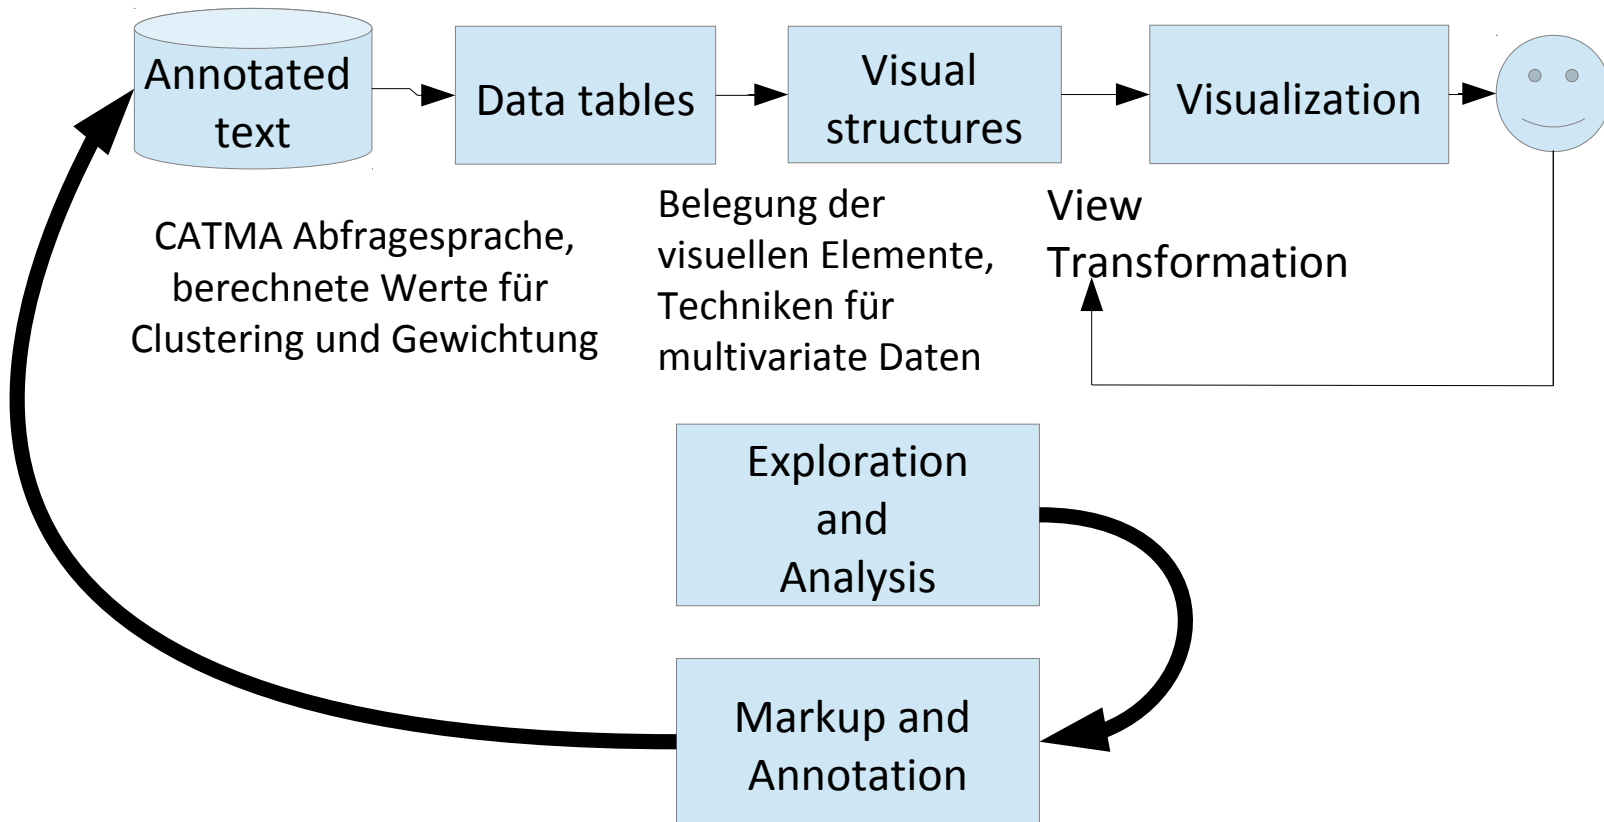 Annotated
text
Data tables
Visual
structures
Visualization
CATMA Abfragesprache,
berechnete Werte für
Clustering und Gewichtung
Belegung der
visuellen Elemente,
Techniken für
multivariate Daten
View
Transformation
Exploration
and
Analysis
Markup and
Annotation